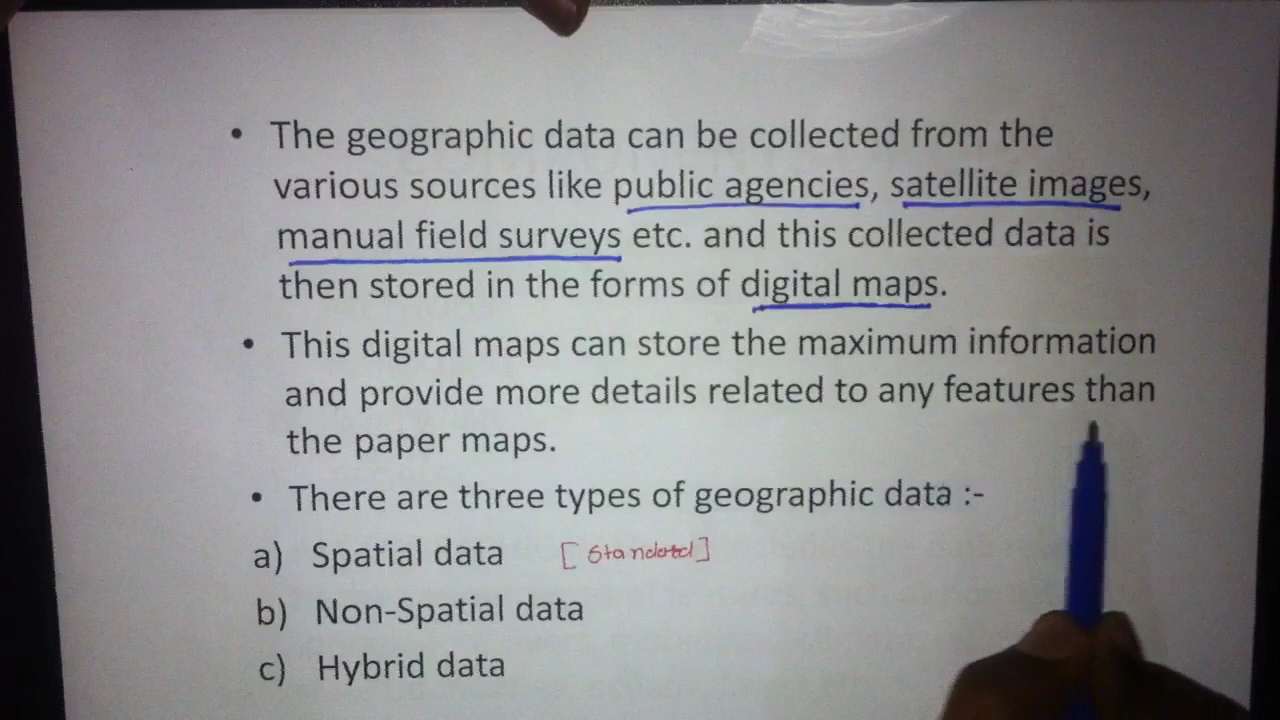 • The geographic data can be collected from the
various sources like public agencies, satellite images,
manual field surveys etc. and this collected data is
then stored in the forms of digital maps.
• This digital maps can store the maximum information
and provide more details related to any features than
the paper maps.
• There are three types of geographic data :-
a) Spatial data [Standerd]
b) Non-Spatial data
c) Hybrid data